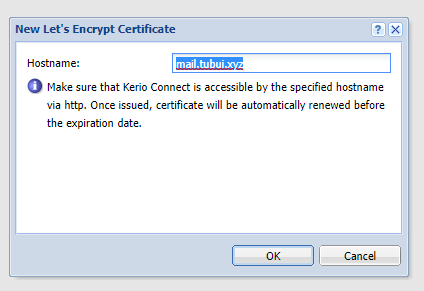 New Let's Encrypt Certificate
Hostname: mail.tubui.xyz
Make sure that Kerio Connect is accessible by the specified hostname
via http. Once issued, certificate will be automatically renewed before
the expiration date.
OK Cancel